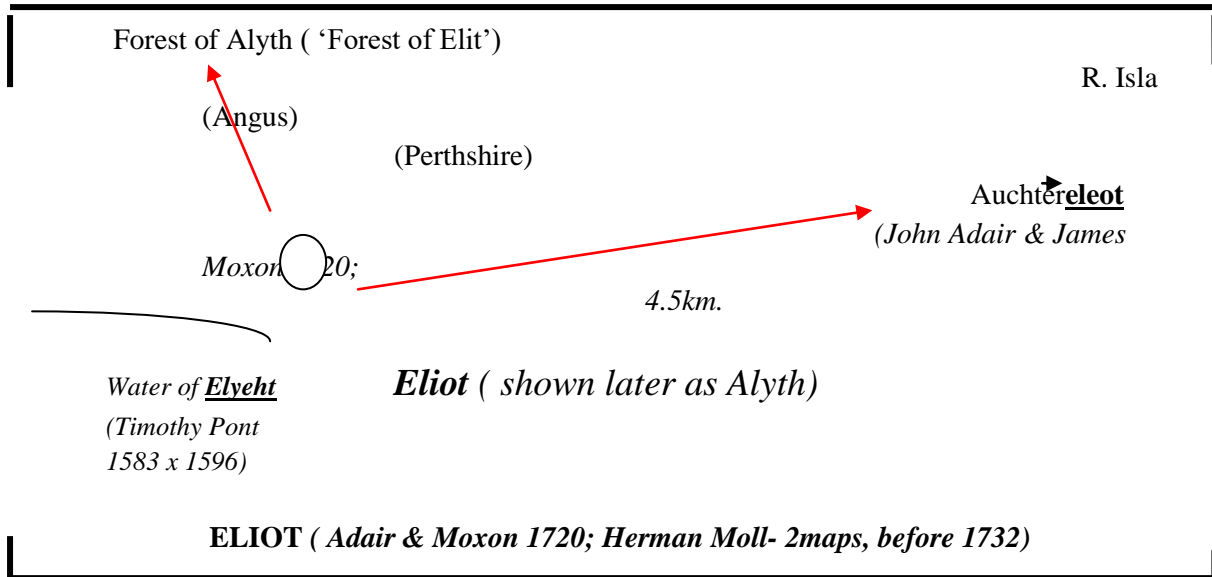 Forest of Alyth ( ‘Forest of Elit’)
R. Isla
(Angus)
(Perthshire)
Auchtereleot
(John Adair & James
Moxon 20;
4.5km.
Water of Elyeht
Eliot ( shown later as Alyth)
(Timothy Pont
1583 x 1596)
ELIOT ( Adair & Moxon 1720; Herman Moll- 2maps, before 1732)